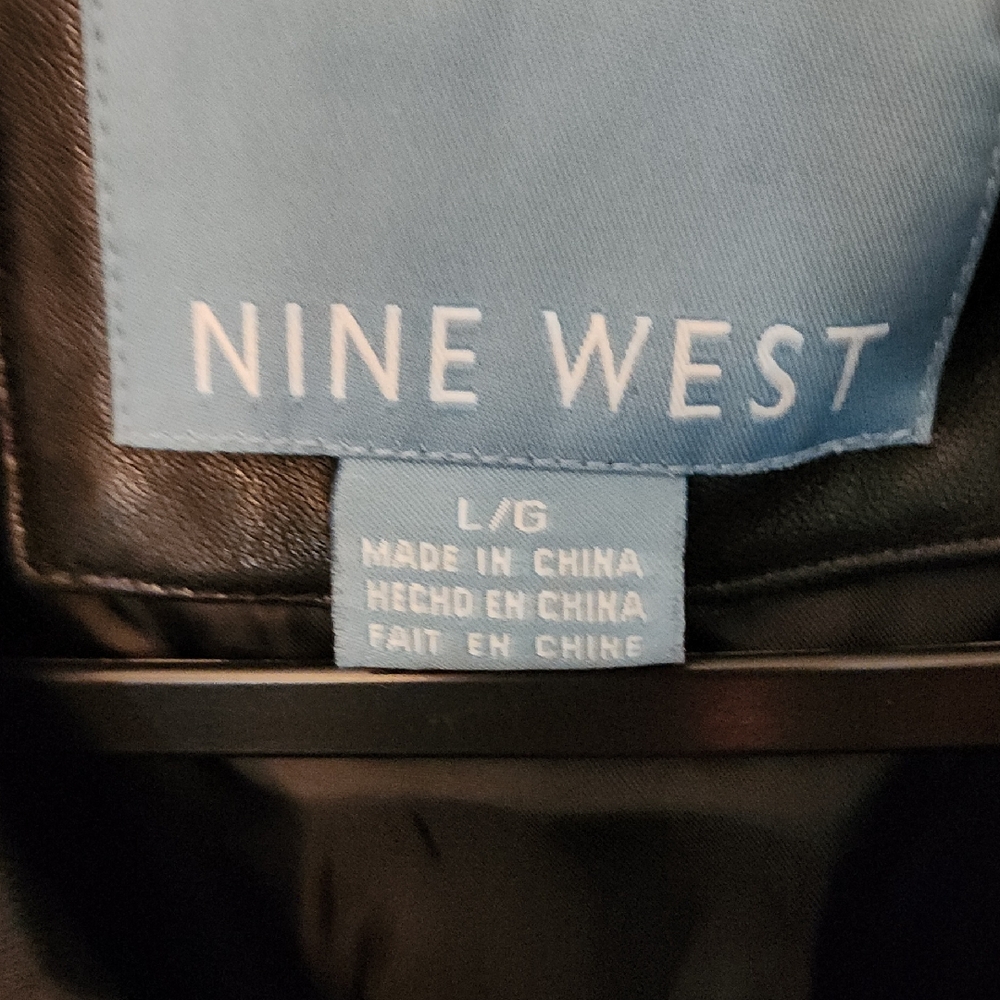 NINE WEST
L/G
MADE IN CHINA
HECHO EN CHINA
FAIT EN CHINE